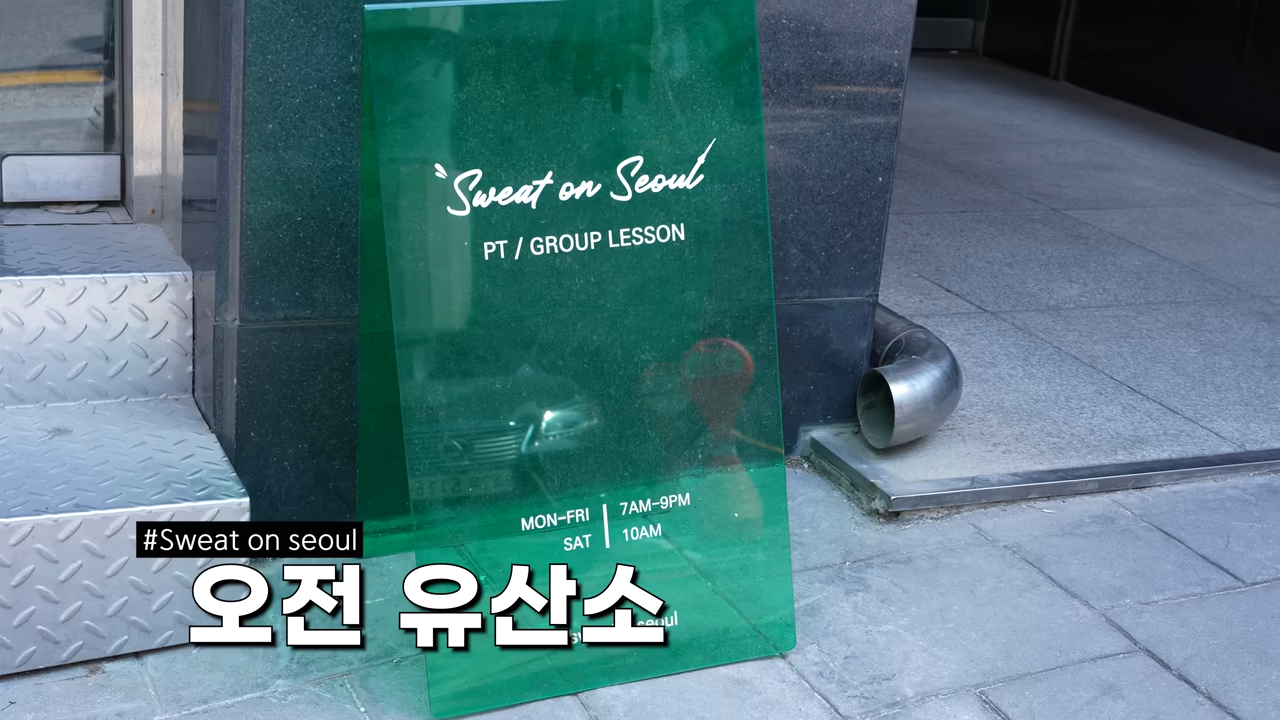 Sweat on Seoul
PT / GROUP LESSON
MON-FRI | 7AM-9PM
SAT | 10AM
seoul
#Sweat on seoul
오전 유산소